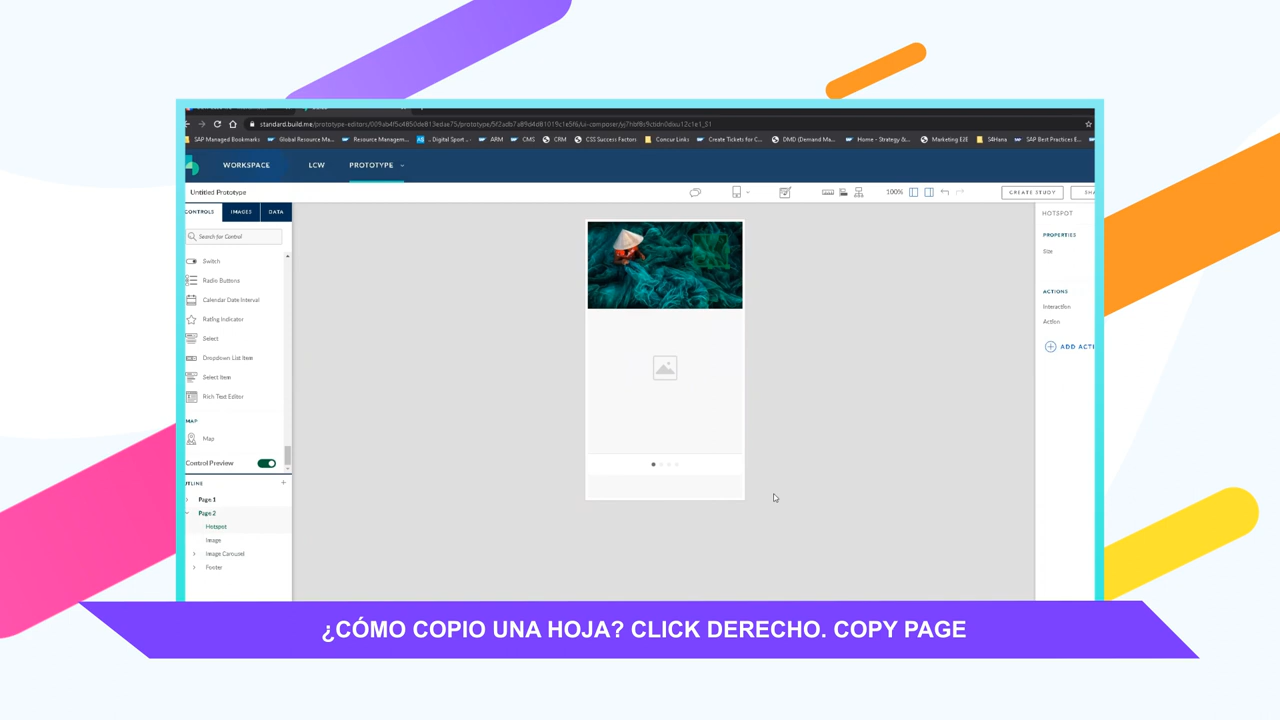 standard.build.me/prototype-editors/
SAP Managed Bookmarks
Global Resource Ma...
Resource Managem...
.. Digital Sport ..
ARM
CMS
CRM
CSS Success Factors
Concur Links
Create Tickets for C...
DMD (Demand Ma...
Home - Strategy &...
Marketing E2E
S4Hana
SAP Best Practices E...
WORKSPACE
LCW
PROTOTYPE
Untitled Prototype
100%
CREATE STUDY
SHA
CONTROLS
IMAGES
DATA
Search for Control
Switch
Radio Buttons
Calendar Date Interval
Rating Indicator
Select
Dropdown List Item
Select Item
Rich Text Editor
MAP
Map
Control Preview
UTLINE
Page 1
Page 2
Hotspot
Image
Image Carousel
Footer
HOTSPOT
PROPERTIES
Size
ACTIONS
Interaction
Action
ADD ACTI
¿CÓMO COPIO UNA HOJA? CLICK DERECHO. COPY PAGE